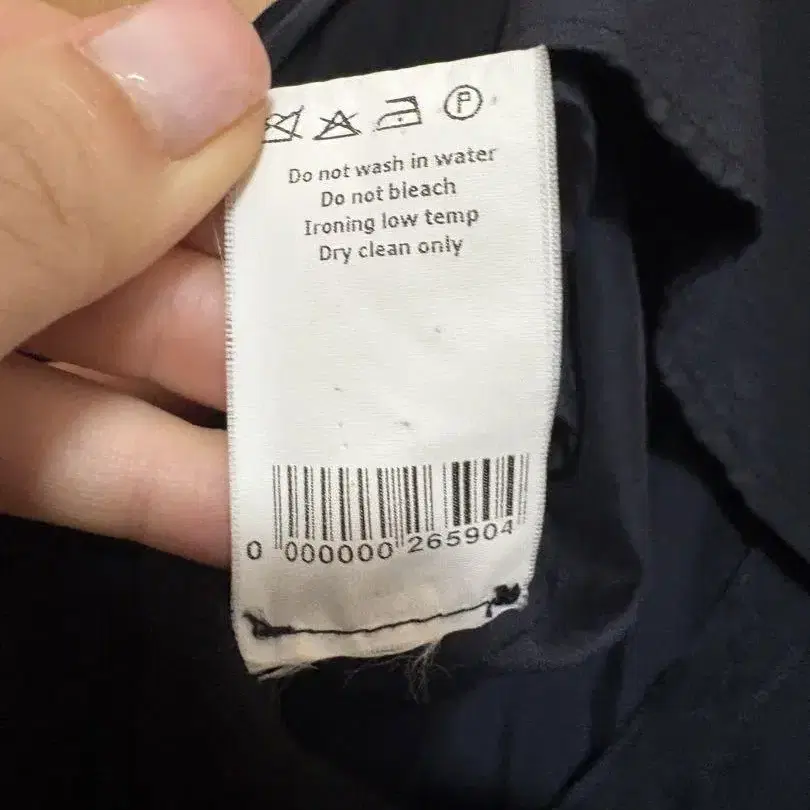 P
Do not wash in water
Do not bleach
Ironing low temp
Dry clean only
0 000000 265904